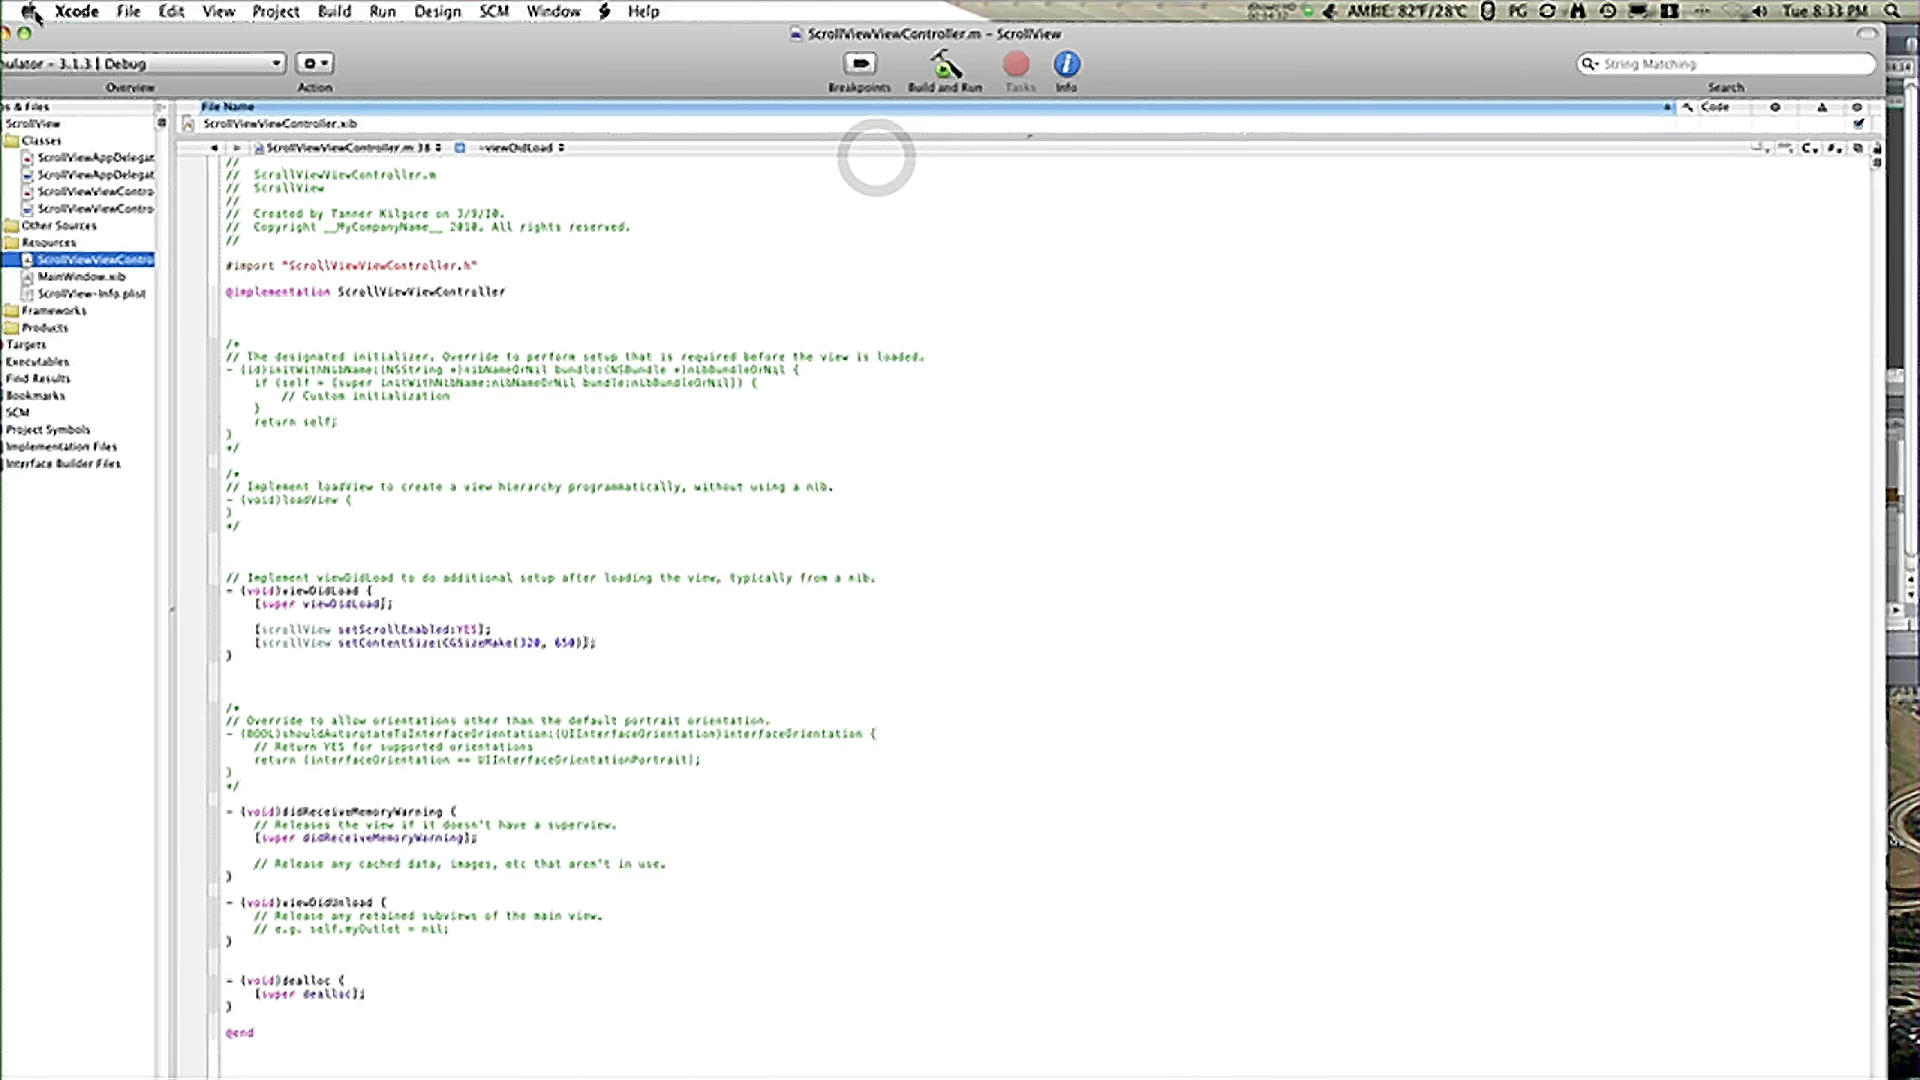 Xcode File Edit View Project Build Run Design SCM Window Help
AMBE: 82°F/28°C PG Tue 8:33 PM
ScrollViewViewController.m - ScrollView
ulator - 3.1.3 | Debug
String Matching
Overview Action Breakpoints Build and Run Tasks Info Search
s & Files
File Name Code
ScrollView
ScrollViewViewController.xib
Classes
ScrollViewViewController.m:38 -viewDidLoad
ScrollViewAppDelegat
ScrollViewAppDelegat
ScrollViewViewContro
ScrollViewViewContro
Other Sources
Resources
ScrollViewViewContro
MainWindow.xib
ScrollView-Info.plist
Frameworks
Products
Targets
Executables
Find Results
Bookmarks
SCM
Project Symbols
Implementation Files
Interface Builder Files
//
// ScrollViewViewController.m
// ScrollView
//
// Created by Tanner Kilgore on 3/9/10.
// Copyright __MyCompanyName__ 2010. All rights reserved.
//
#import "ScrollViewViewController.h"
@implementation ScrollViewViewController
/*
// The designated initializer. Override to perform setup that is required before the view is loaded.
- (id)initWithNibName:(NSString *)nibNameOrNil bundle:(NSBundle *)nibBundleOrNil {
if (self = [super initWithNibName:nibNameOrNil bundle:nibBundleOrNil]) {
// Custom initialization
}
return self;
}
*/
/*
// Implement loadView to create a view hierarchy programmatically, without using a nib.
- (void)loadView {
}
*/
// Implement viewDidLoad to do additional setup after loading the view, typically from a nib.
- (void)viewDidLoad {
[super viewDidLoad];
[scrollView setScrollEnabled:YES];
[scrollView setContentSize:CGSizeMake(320, 650)];
}
/*
// Override to allow orientations other than the default portrait orientation.
- (BOOL)shouldAutorotateToInterfaceOrientation:(UIInterfaceOrientation)interfaceOrientation {
// Return YES for supported orientations
return (interfaceOrientation == UIInterfaceOrientationPortrait);
}
*/
- (void)didReceiveMemoryWarning {
// Releases the view if it doesn't have a superview.
[super didReceiveMemoryWarning];
// Release any cached data, images, etc that aren't in use.
}
- (void)viewDidUnload {
// Release any retained subviews of the main view.
// e.g. self.myOutlet = nil;
}
- (void)dealloc {
[super dealloc];
}
@end